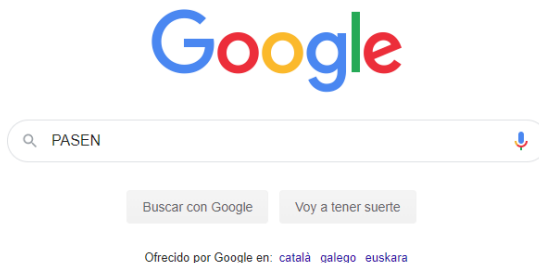 Google
PASEN
Buscar con Google Voy a tener suerte
Ofrecido por Google en: català galego euskara